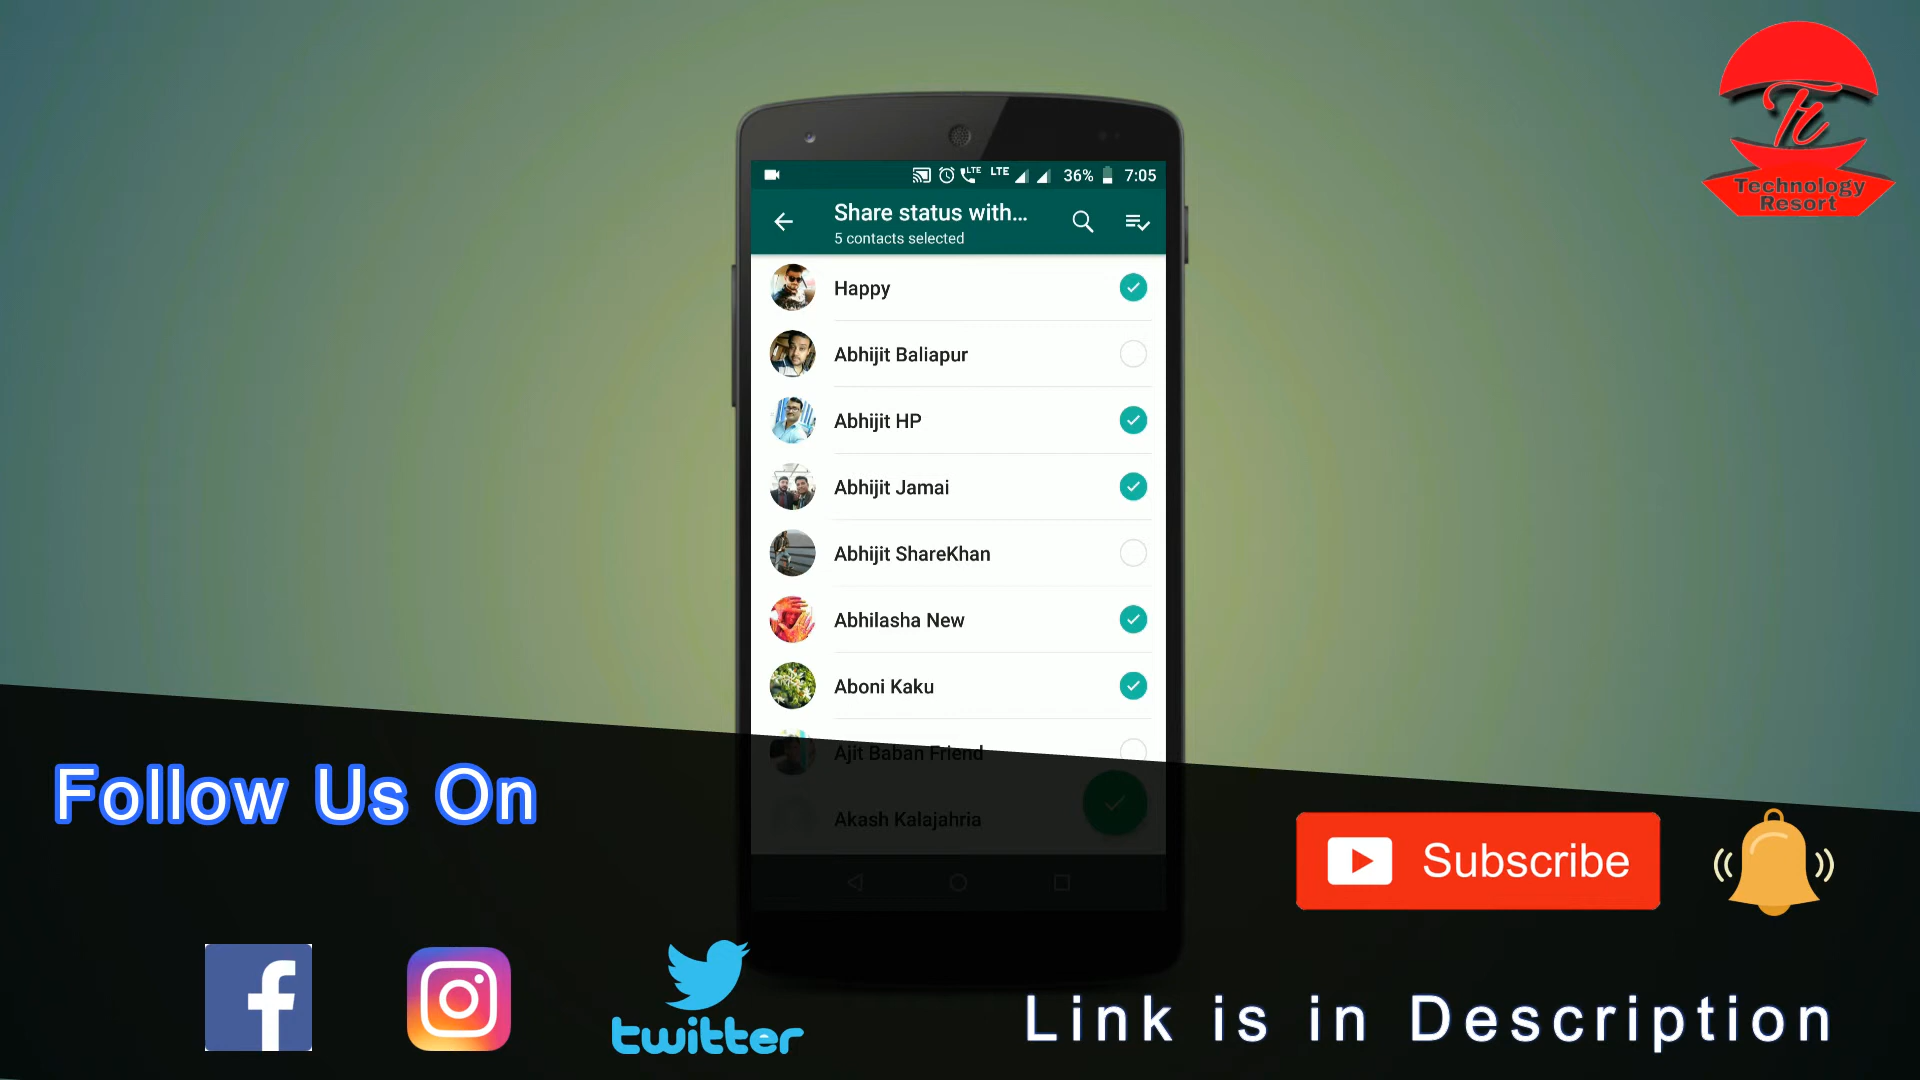 LTE LTE 36% 7:05
Share status with...
5 contacts selected
Happy
Abhijit Baliapur
Abhijit HP
Abhijit Jamai
Abhijit ShareKhan
Abhilasha New
Aboni Kaku
Ajit Baban Friend
Akash Kalajahria
Technology
Resort
Follow Us On
Subscribe
f
twitter
Link is in Description